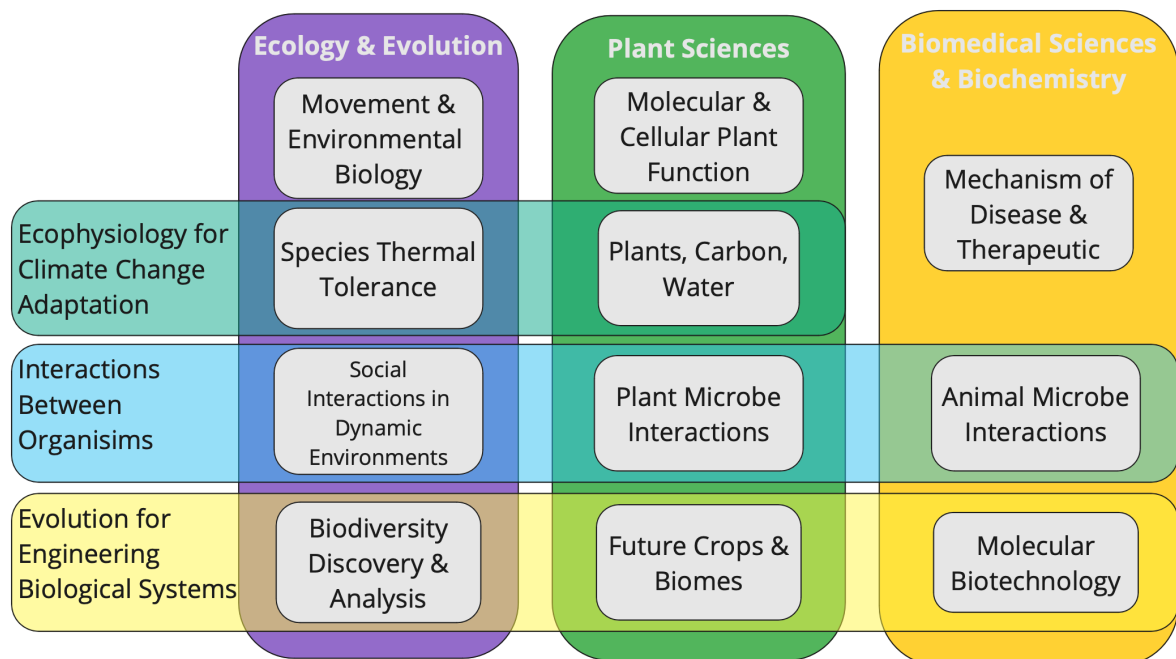 Ecology & Evolution
Plant Sciences
Biomedical Sciences
& Biochemistry
Movement &
Environmental
Biology
Molecular &
Cellular Plant
Function
Mechanism of
Disease &
Therapeutic
Ecophysiology for
Climate Change
Adaptation
Species Thermal
Tolerance
Plants, Carbon,
Water
Interactions
Between
Organisims
Social
Interactions in
Dynamic
Environments
Plant Microbe
Interactions
Animal Microbe
Interactions
Evolution for
Engineering
Biological Systems
Biodiversity
Discovery &
Analysis
Future Crops &
Biomes
Molecular
Biotechnology